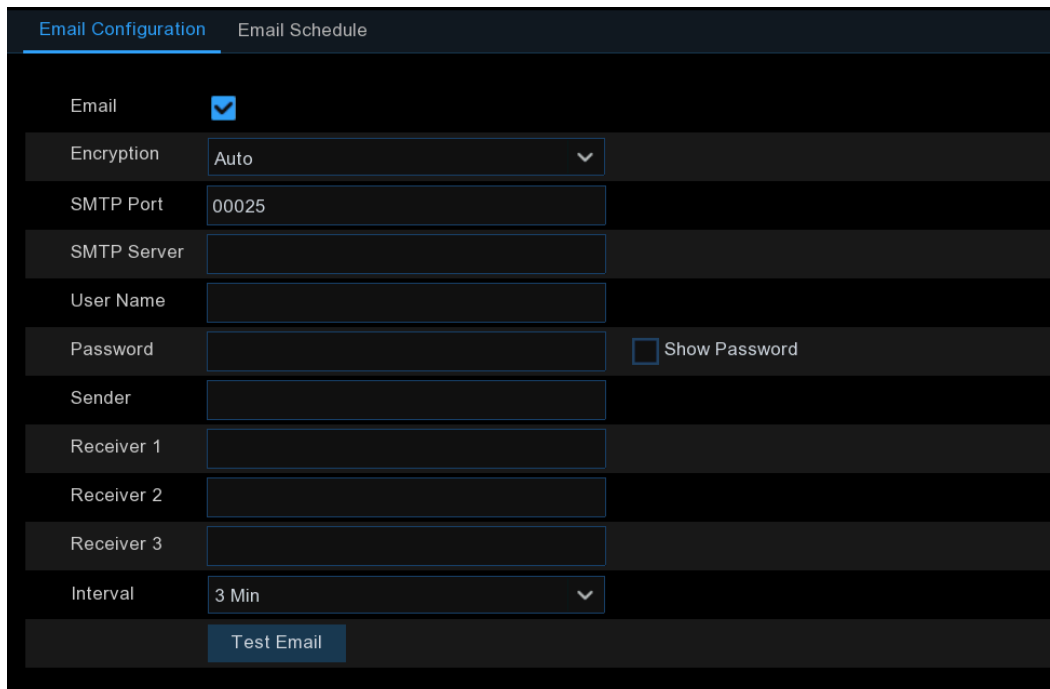 Email Configuration Email Schedule
Email
Encryption Auto
SMTP Port 00025
SMTP Server
User Name
Password Show Password
Sender
Receiver 1
Receiver 2
Receiver 3
Interval 3 Min
Test Email